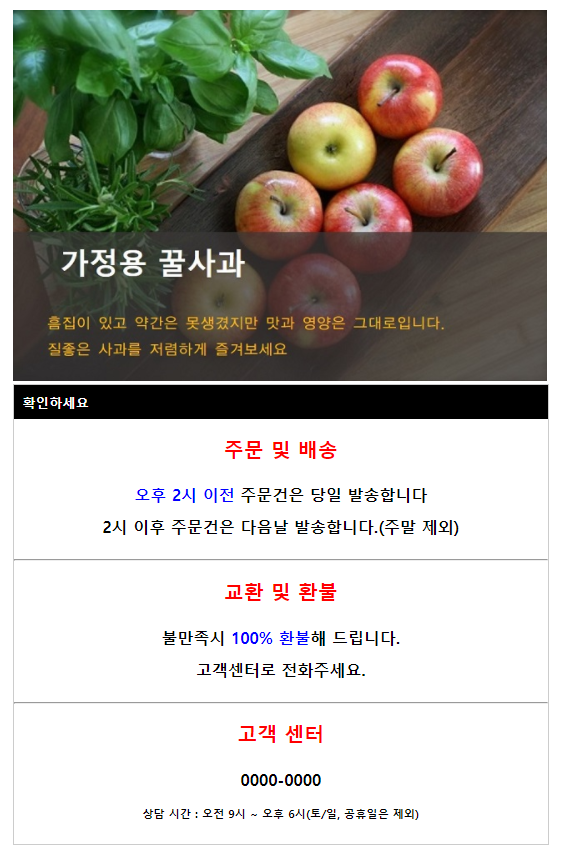 가정용 꿀사과
흠집이 있고 약간은 못생겼지만 맛과 영양은 그대로입니다.
질좋은 사과를 저렴하게 즐겨보세요
확인하세요
주문 및 배송
오후 2시 이전 주문건은 당일 발송합니다
2시 이후 주문건은 다음날 발송합니다.(주말 제외)
교환 및 환불
불만족시 100% 환불해 드립니다.
고객센터로 전화주세요.
고객 센터
0000-0000
상담 시간 : 오전 9시 ~ 오후 6시(토/일, 공휴일은 제외)